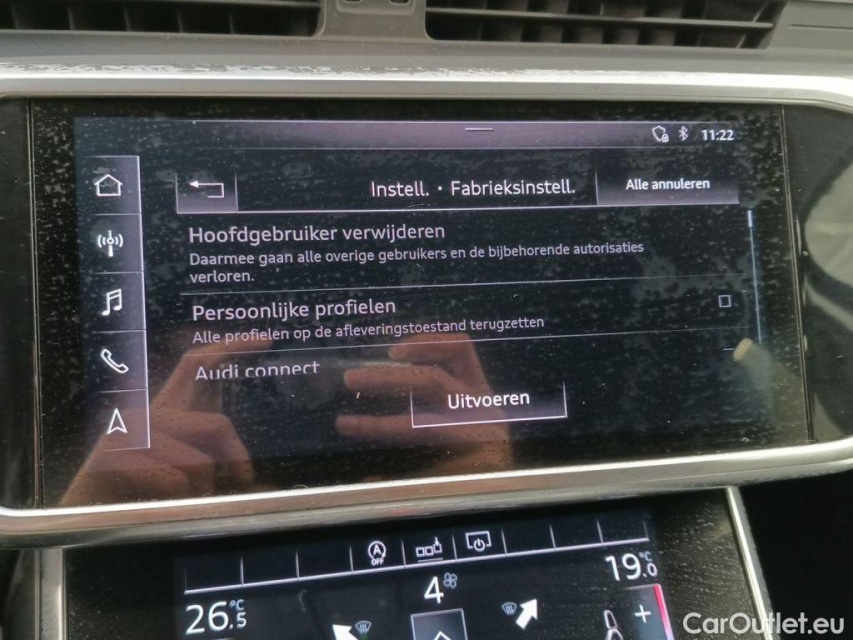 11:22
Instell. · Fabrieksinstell.
Alle annuleren
Hoofdgebruiker verwijderen
Daarmee gaan alle overige gebruikers en de bijbehorende autorisaties
verloren.
Persoonlijke profielen
Alle profielen op de afleveringstoestand terugzetten
Audi connect
Uitvoeren
A
OFF
26.5 °C
4
19.0 °C
+
CarOutlet.eu